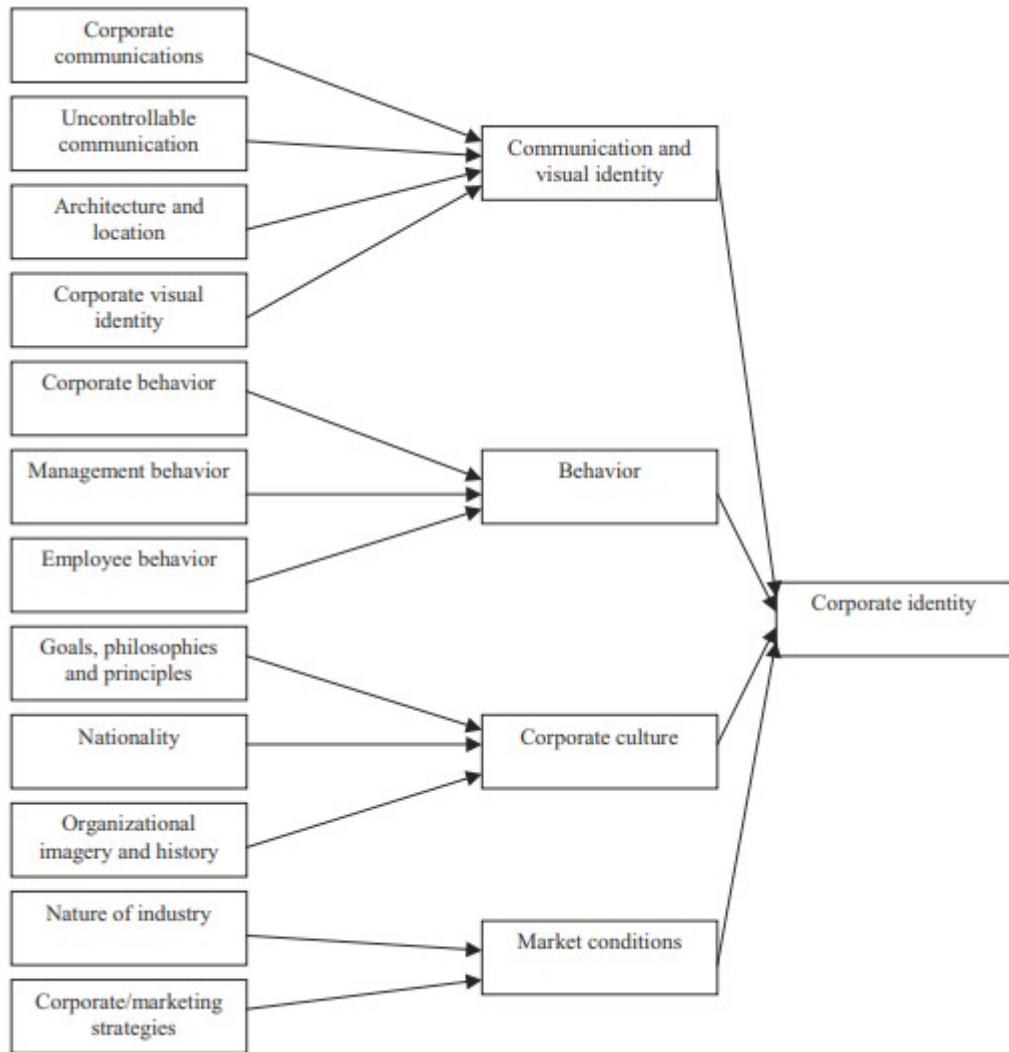 Corporate
communications
Uncontrollable
communication
Architecture and
location
Corporate visual
identity
Corporate behavior
Management behavior
Employee behavior
Goals, philosophies
and principles
Nationality
Organizational
imagery and history
Nature of industry
Corporate/marketing
strategies
Communication and
visual identity
Behavior
Corporate culture
Market conditions
Corporate identity